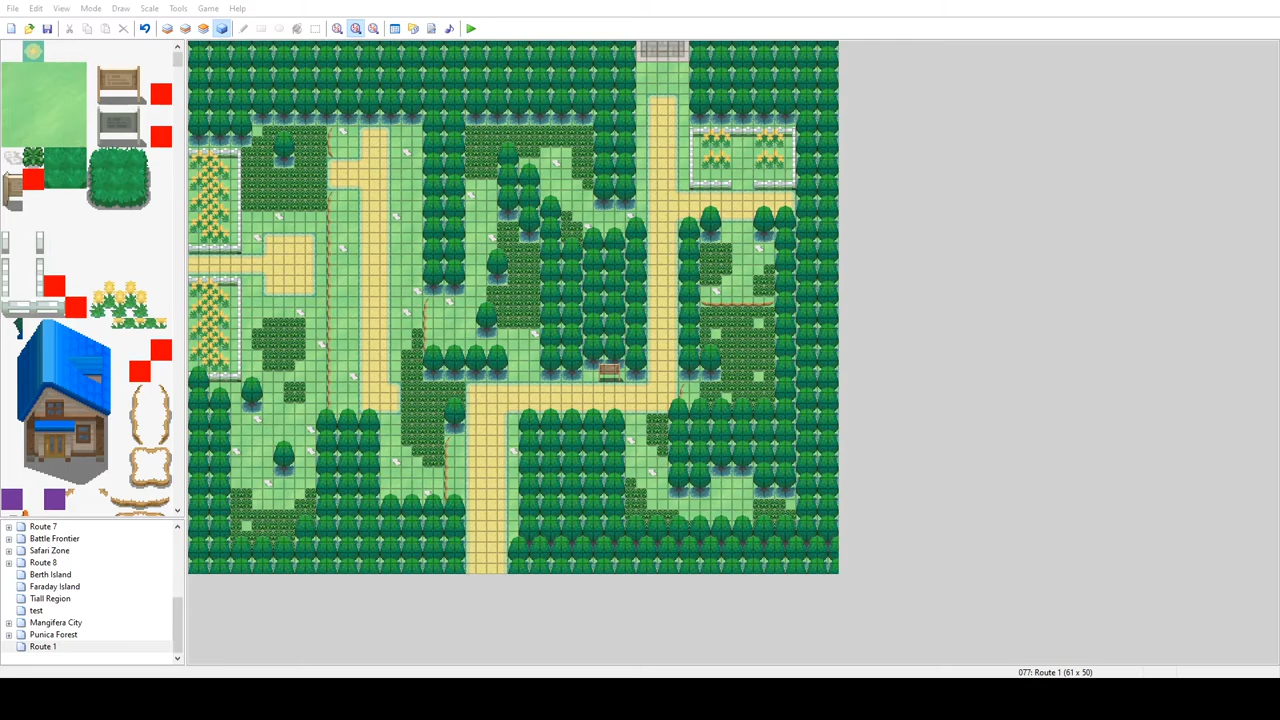 File Edit View Mode Draw Scale Tools Game Help
Route 7
Battle Frontier
Safari Zone
Route 8
Berth Island
Faraday Island
Tiall Region
test
Mangifera City
Punica Forest
Route 1
077: Route 1 (61 x 50)